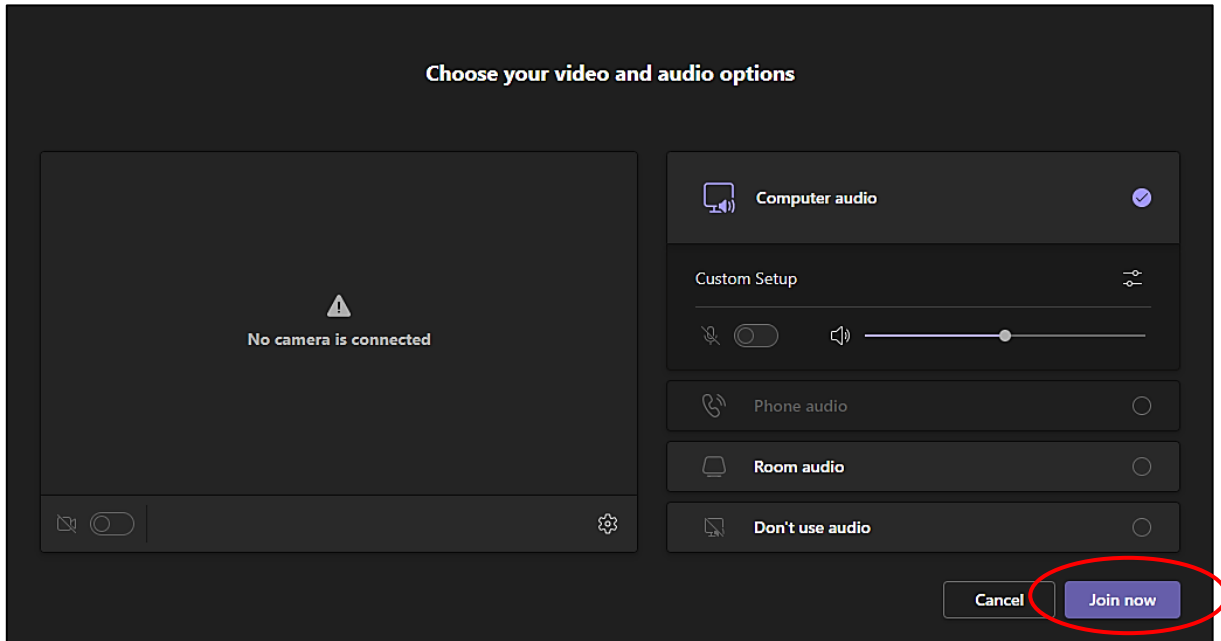 Choose your video and audio options
No camera is connected
Computer audio
Custom Setup
Phone audio
Room audio
Don't use audio
Cancel
Join now